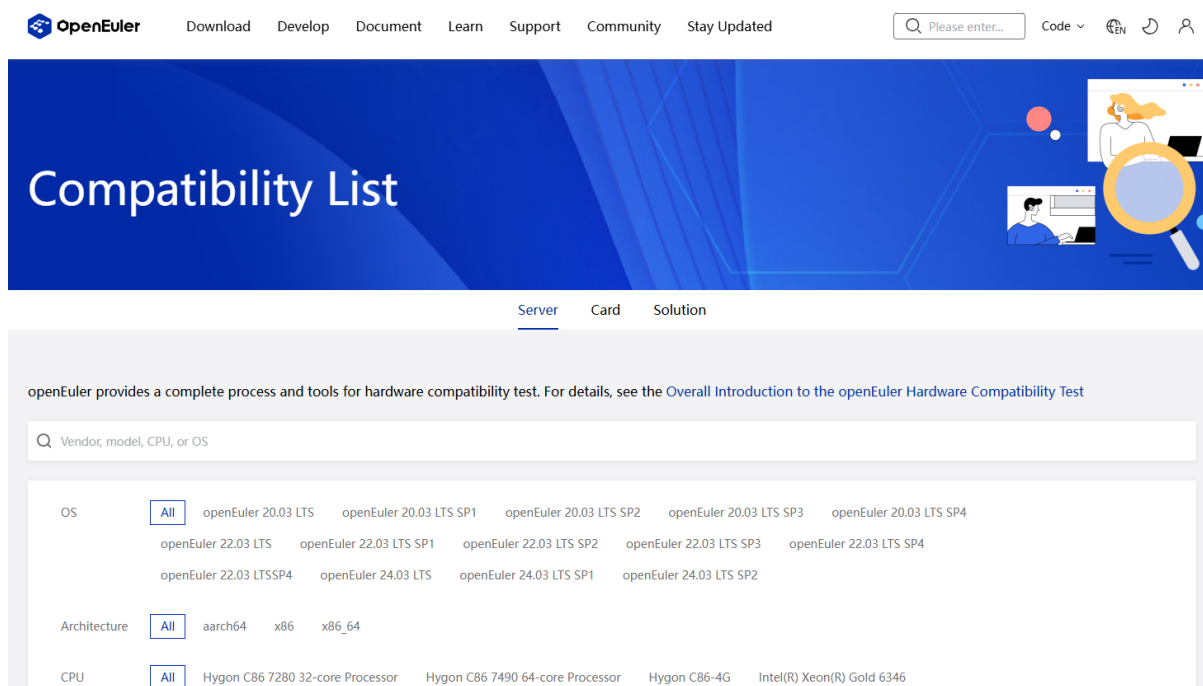 openEuler Download Develop Document Learn Support Community Stay Updated Please enter... Code EN
Compatibility List
Server Card Solution
openEuler provides a complete process and tools for hardware compatibility test. For details, see the Overall Introduction to the openEuler Hardware Compatibility Test
Vendor, model, CPU, or OS
OS All openEuler 20.03 LTS openEuler 20.03 LTS SP1 openEuler 20.03 LTS SP2 openEuler 20.03 LTS SP3 openEuler 20.03 LTS SP4
openEuler 22.03 LTS openEuler 22.03 LTS SP1 openEuler 22.03 LTS SP2 openEuler 22.03 LTS SP3 openEuler 22.03 LTS SP4
openEuler 22.03 LTSSP4 openEuler 24.03 LTS openEuler 24.03 LTS SP1 openEuler 24.03 LTS SP2
Architecture All aarch64 x86 x86_64
CPU All Hygon C86 7280 32-core Processor Hygon C86 7490 64-core Processor Hygon C86-4G Intel(R) Xeon(R) Gold 6346